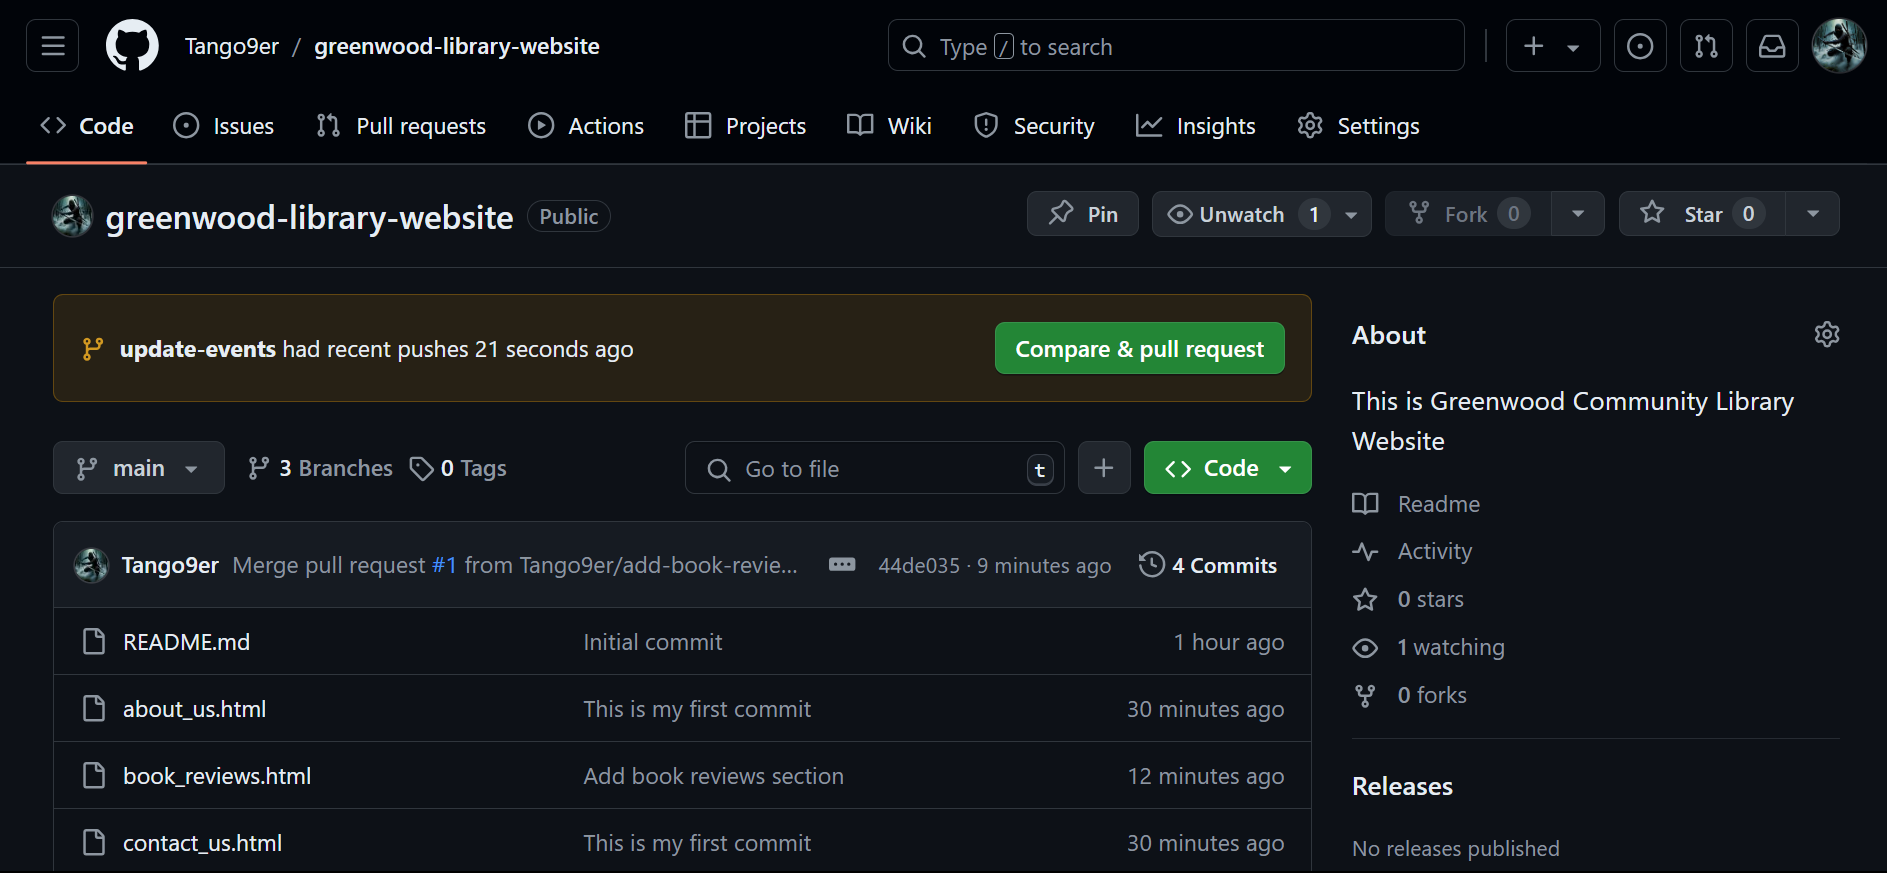 Tango9er / greenwood-library-website
Type / to search
Code Issues Pull requests Actions Projects Wiki Security Insights Settings
greenwood-library-website Public
Pin Unwatch 1 Fork 0 Star 0
update-events had recent pushes 21 seconds ago Compare & pull request
main 3 Branches 0 Tags Go to file t Code
Tango9er Merge pull request #1 from Tango9er/add-book-revie... 44de035 · 9 minutes ago 4 Commits
README.md Initial commit 1 hour ago
about_us.html This is my first commit 30 minutes ago
book_reviews.html Add book reviews section 12 minutes ago
contact_us.html This is my first commit 30 minutes ago
About
This is Greenwood Community Library
Website
Readme
Activity
0 stars
1 watching
0 forks
Releases
No releases published